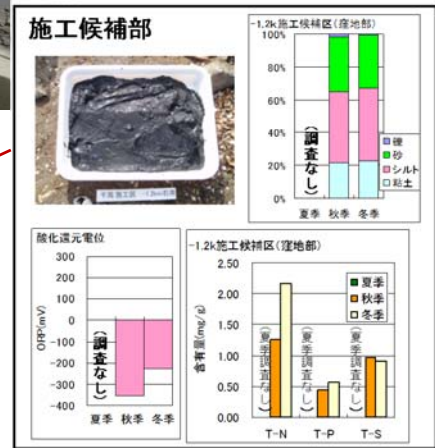 施工候補部
-1.2k施工候補区(窪地部)
100%
80%
60%
40%
20%
0%
(調査なし)
夏季 秋季 冬季
礫
砂
シルト
粘土
酸化還元電位
ORP(mV)
300
200
100
0
-100
-200
-300
-400
(調査なし)
夏季 秋季 冬季
-1.2k施工候補区(窪地部)
含有量(mg/g)
2.50
2.00
1.50
1.00
0.50
0.00
夏季
秋季
冬季
(夏季調査なし)
(夏季調査なし)
(夏季調査なし)
T-N T-P T-S